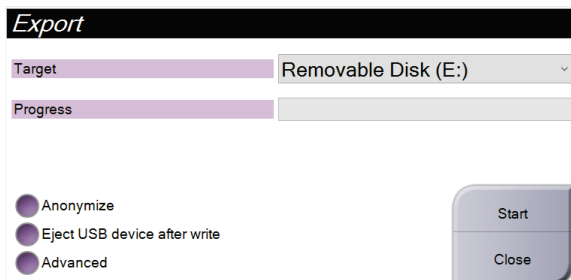 Export
Target
Removable Disk (E:)
Progress
Anonymize
Eject USB device after write
Advanced
Start
Close